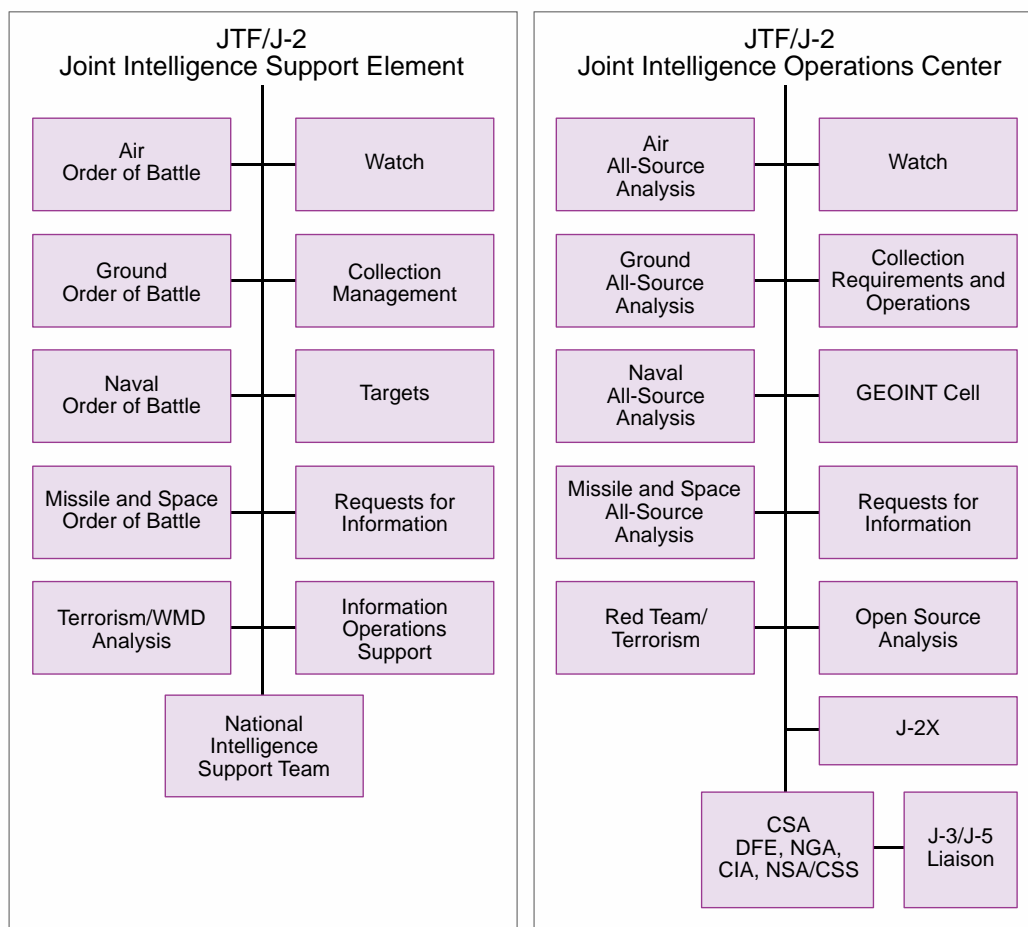 JTF/J-2
Joint Intelligence Support Element
Air
Order of Battle
Watch
Ground
Order of Battle
Collection
Management
Naval
Order of Battle
Targets
Missile and Space
Order of Battle
Requests for
Information
Terrorism/WMD
Analysis
Information
Operations
Support
National
Intelligence
Support Team
JTF/J-2
Joint Intelligence Operations Center
Air
All-Source
Analysis
Watch
Ground
All-Source
Analysis
Collection
Requirements and
Operations
Naval
All-Source
Analysis
GEOINT Cell
Missile and Space
All-Source
Analysis
Requests for
Information
Red Team/
Terrorism
Open Source
Analysis
J-2X
CSA
DFE, NGA,
CIA, NSA/CSS
J-3/J-5
Liaison